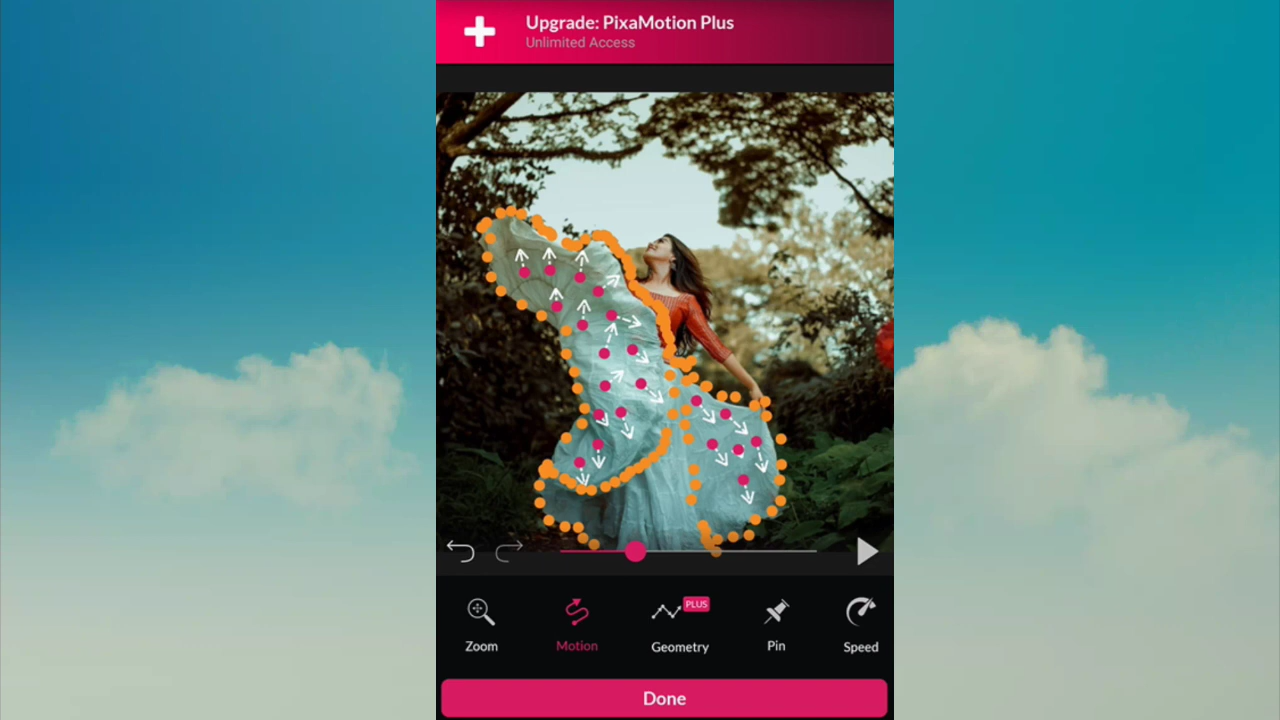 Upgrade: PixaMotion Plus
Unlimited Access
PLUS
Zoom
Motion
Geometry
Pin
Speed
Done